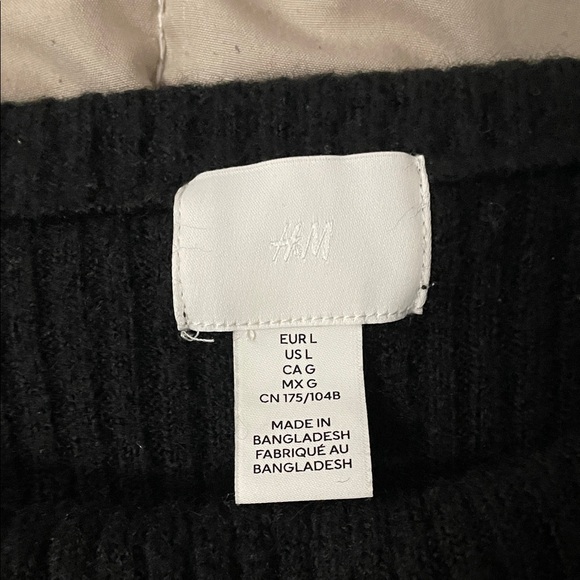 H&M
EUR L
US L
CA G
MX G
CN 175/104B
MADE IN
BANGLADESH
FABRIQUÉ AU
BANGLADESH